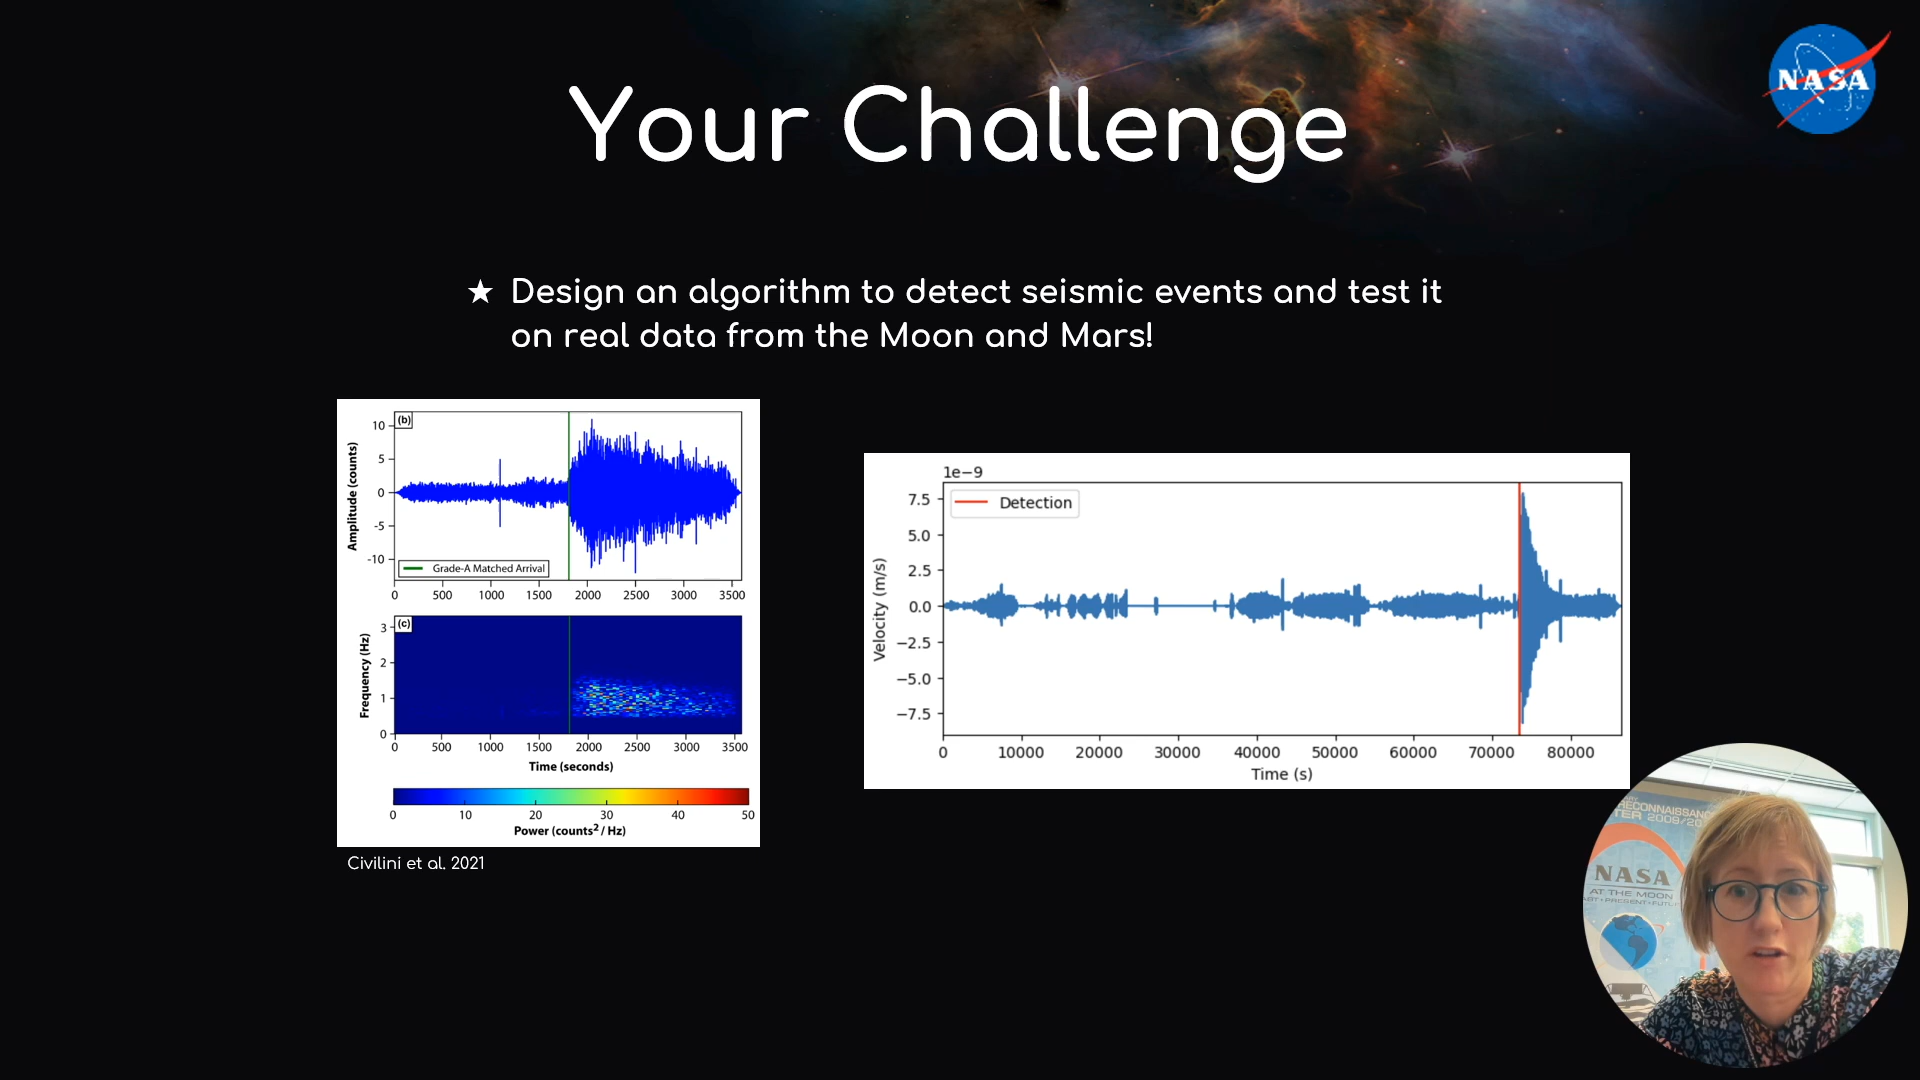 NASA
Your Challenge
★ Design an algorithm to detect seismic events and test it
on real data from the Moon and Mars!
(b)
Amplitude (counts)
10
5
0
-5
-10
Grade-A Matched Arrival
0 500 1000 1500 2000 2500 3000 3500
(c)
Frequency (Hz)
3
2
1
0
0 500 1000 1500 2000 2500 3000 3500
Time (seconds)
0 10 20 30 40 50
Power (counts² / Hz)
Civilini et al. 2021
1e−9
Detection
Velocity (m/s)
7.5
5.0
2.5
0.0
−2.5
−5.0
−7.5
0 10000 20000 30000 40000 50000 60000 70000 80000
Time (s)
RECONNAISSANC
TER 2009/20
NASA
AT THE MOON